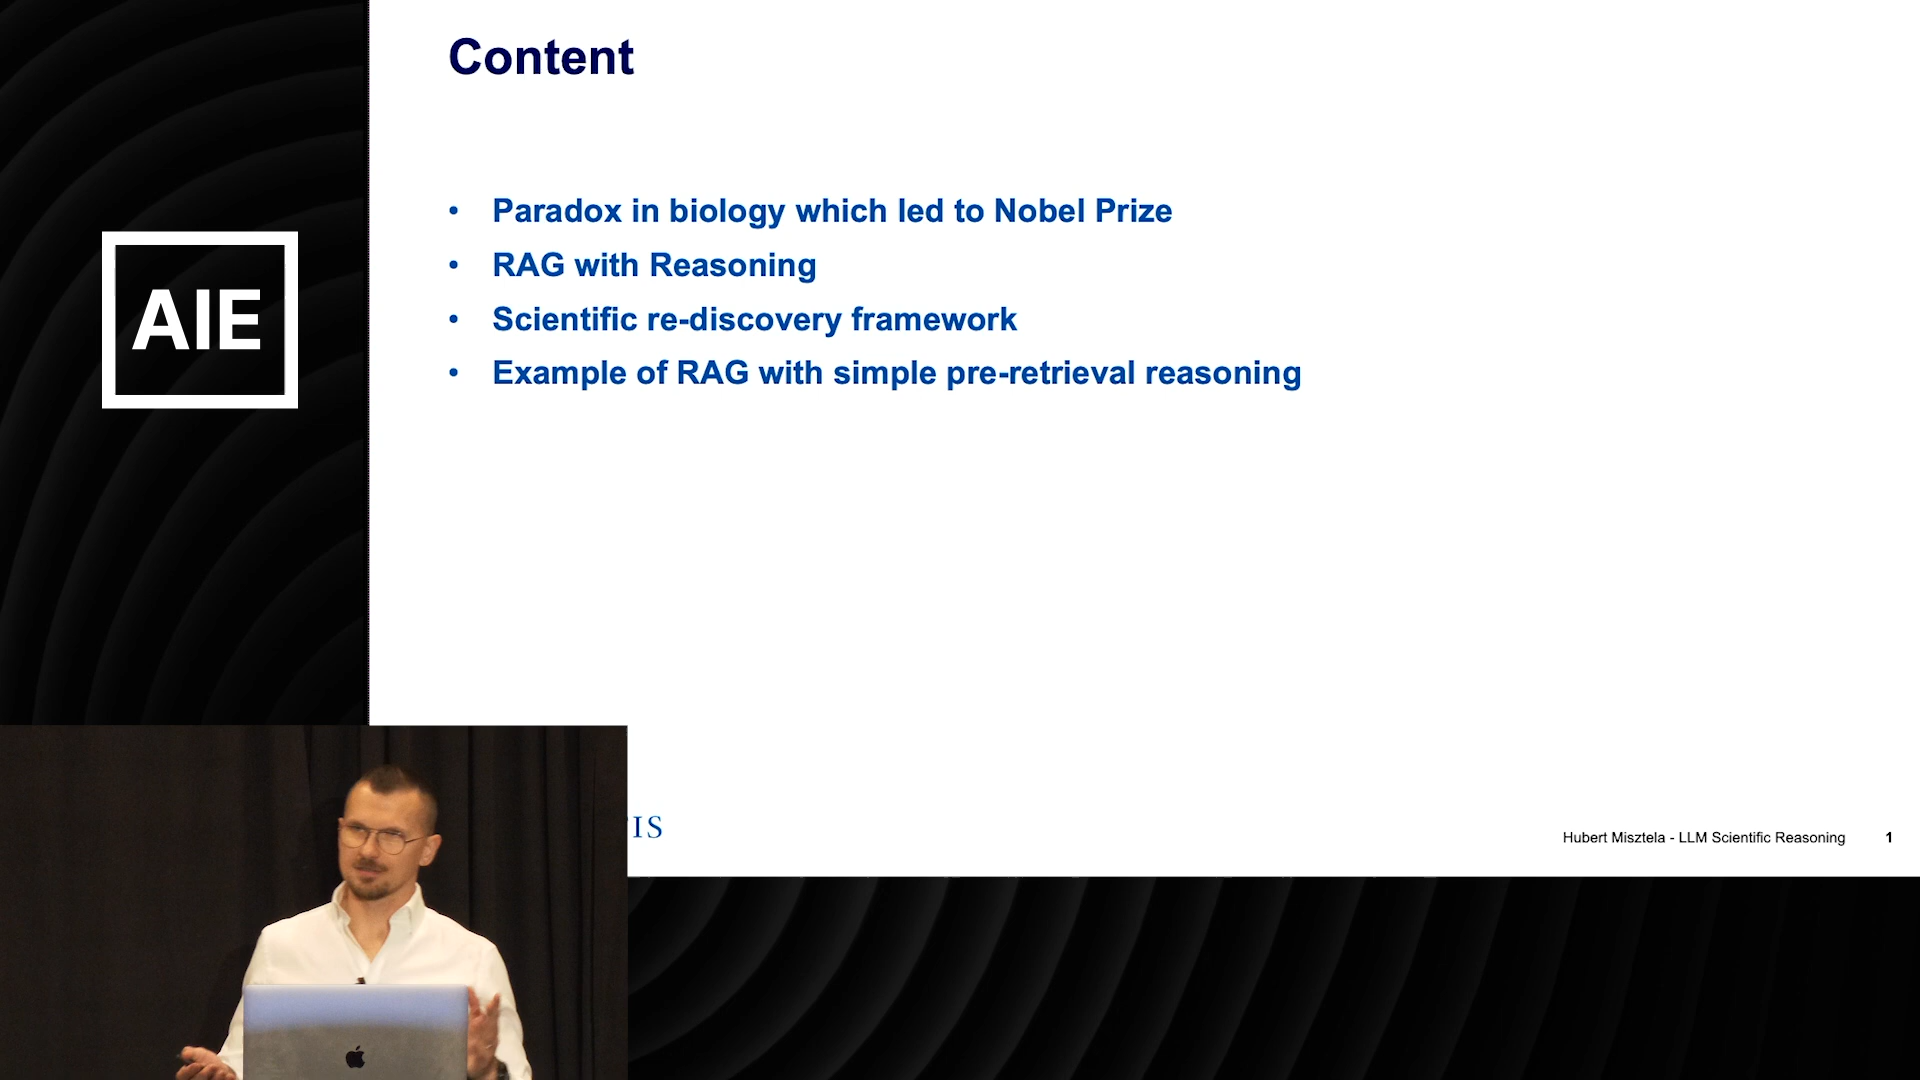 Content
AIE
• Paradox in biology which led to Nobel Prize
• RAG with Reasoning
• Scientific re-discovery framework
• Example of RAG with simple pre-retrieval reasoning
IS
Hubert Misztela - LLM Scientific Reasoning 1